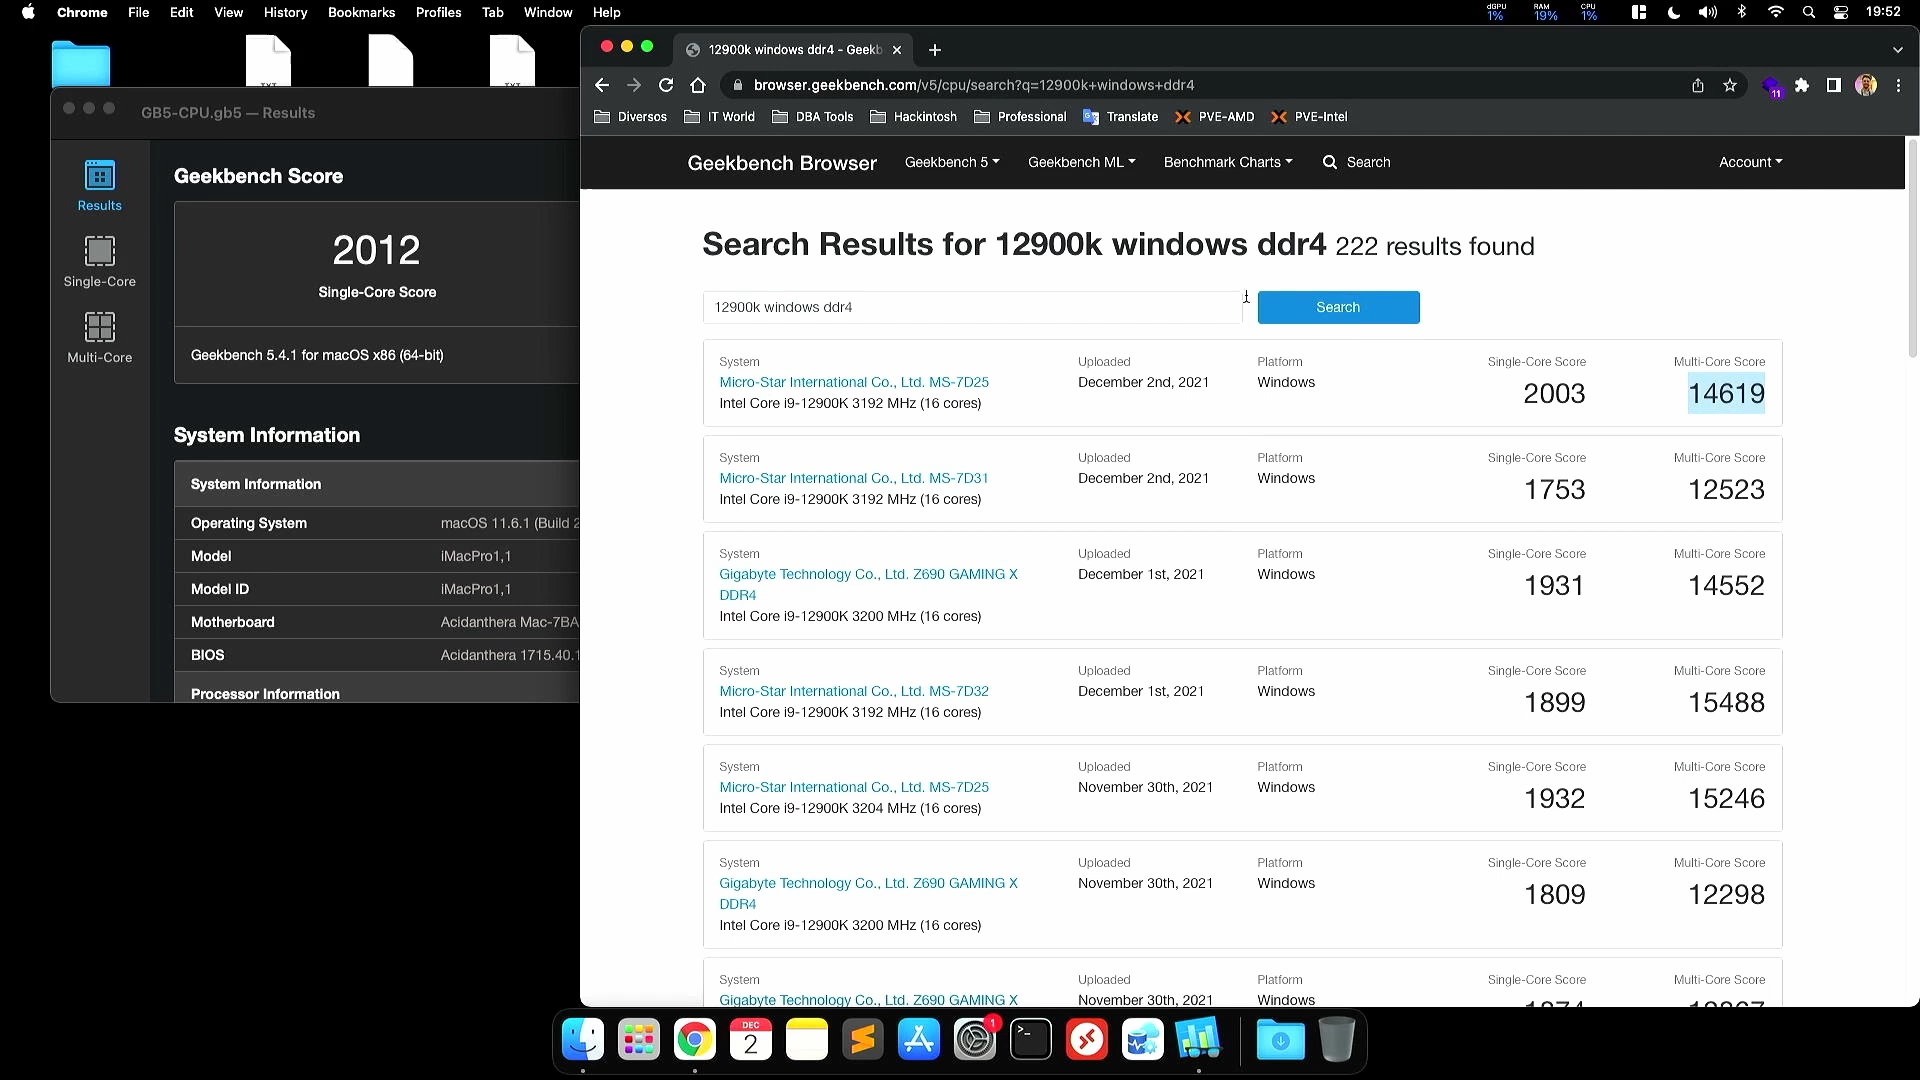 Chrome File Edit View History Bookmarks Profiles Tab Window Help
dGPU 1% RAM 19% CPU 1% 19:52
TXT TXT
GB5-CPU.gb5 — Results
Results
Single-Core
Multi-Core
Geekbench Score
2012
Single-Core Score
Geekbench 5.4.1 for macOS x86 (64-bit)
System Information
System Information
Operating System macOS 11.6.1 (Build 2
Model iMacPro1,1
Model ID iMacPro1,1
Motherboard Acidanthera Mac-7BA
BIOS Acidanthera 1715.40.1
Processor Information
12900k windows ddr4 - Geekb
browser.geekbench.com/v5/cpu/search?q=12900k+windows+ddr4
11
Diversos IT World DBA Tools Hackintosh Professional Translate PVE-AMD PVE-Intel
Geekbench Browser Geekbench 5 Geekbench ML Benchmark Charts Search Account
Search Results for 12900k windows ddr4 222 results found
12900k windows ddr4 Search
System Uploaded Platform Single-Core Score Multi-Core Score
Micro-Star International Co., Ltd. MS-7D25 December 2nd, 2021 Windows 2003 14619
Intel Core i9-12900K 3192 MHz (16 cores)
System Uploaded Platform Single-Core Score Multi-Core Score
Micro-Star International Co., Ltd. MS-7D31 December 2nd, 2021 Windows 1753 12523
Intel Core i9-12900K 3192 MHz (16 cores)
System Uploaded Platform Single-Core Score Multi-Core Score
Gigabyte Technology Co., Ltd. Z690 GAMING X December 1st, 2021 Windows 1931 14552
DDR4
Intel Core i9-12900K 3200 MHz (16 cores)
System Uploaded Platform Single-Core Score Multi-Core Score
Micro-Star International Co., Ltd. MS-7D32 December 1st, 2021 Windows 1899 15488
Intel Core i9-12900K 3192 MHz (16 cores)
System Uploaded Platform Single-Core Score Multi-Core Score
Micro-Star International Co., Ltd. MS-7D25 November 30th, 2021 Windows 1932 15246
Intel Core i9-12900K 3204 MHz (16 cores)
System Uploaded Platform Single-Core Score Multi-Core Score
Gigabyte Technology Co., Ltd. Z690 GAMING X November 30th, 2021 Windows 1809 12298
DDR4
Intel Core i9-12900K 3200 MHz (16 cores)
System Uploaded Platform Single-Core Score Multi-Core Score
Gigabyte Technology Co., Ltd. Z690 GAMING X November 30th, 2021 Windows
DEC
2
1